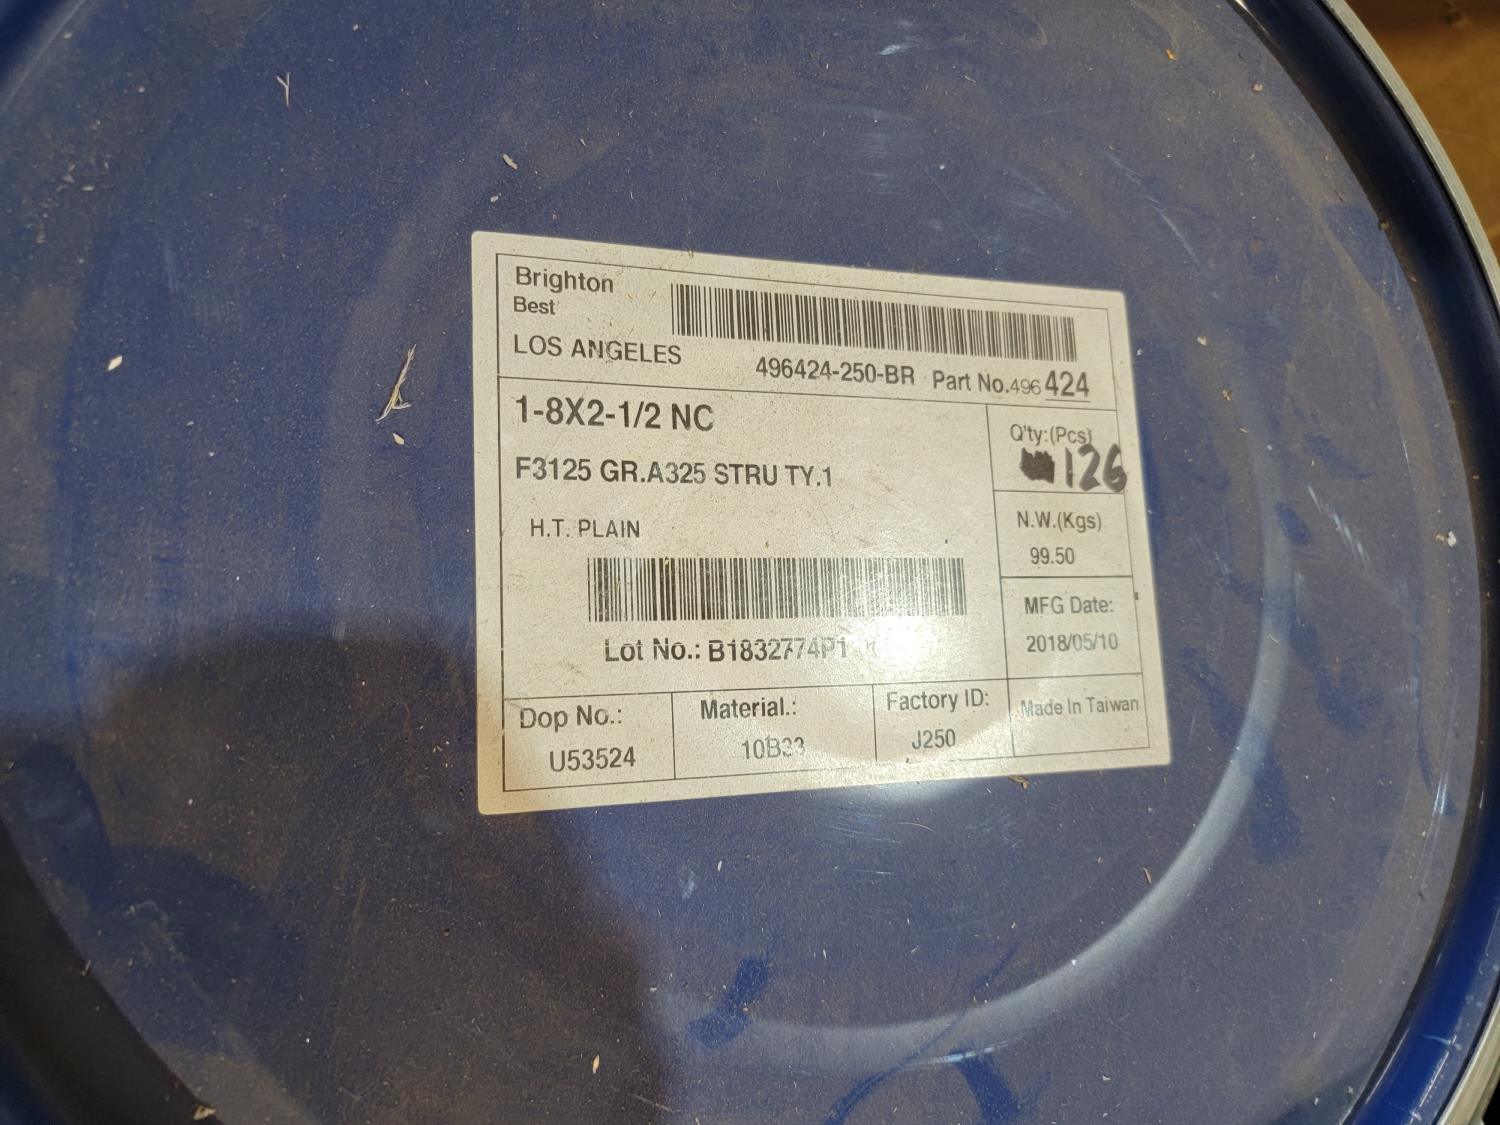 Brighton
Best
LOS ANGELES
496424-250-BR Part No.496 424
1-8X2-1/2 NC
F3125 GR.A325 STRU TY.1
H.T. PLAIN
Q'ty:(Pcs)
126
N.W.(Kgs)
99.50
MFG Date:
2018/05/10
Lot No.: B1832774P1
Dop No.:
U53524
Material.:
10B33
Factory ID:
J250
Made In Taiwan